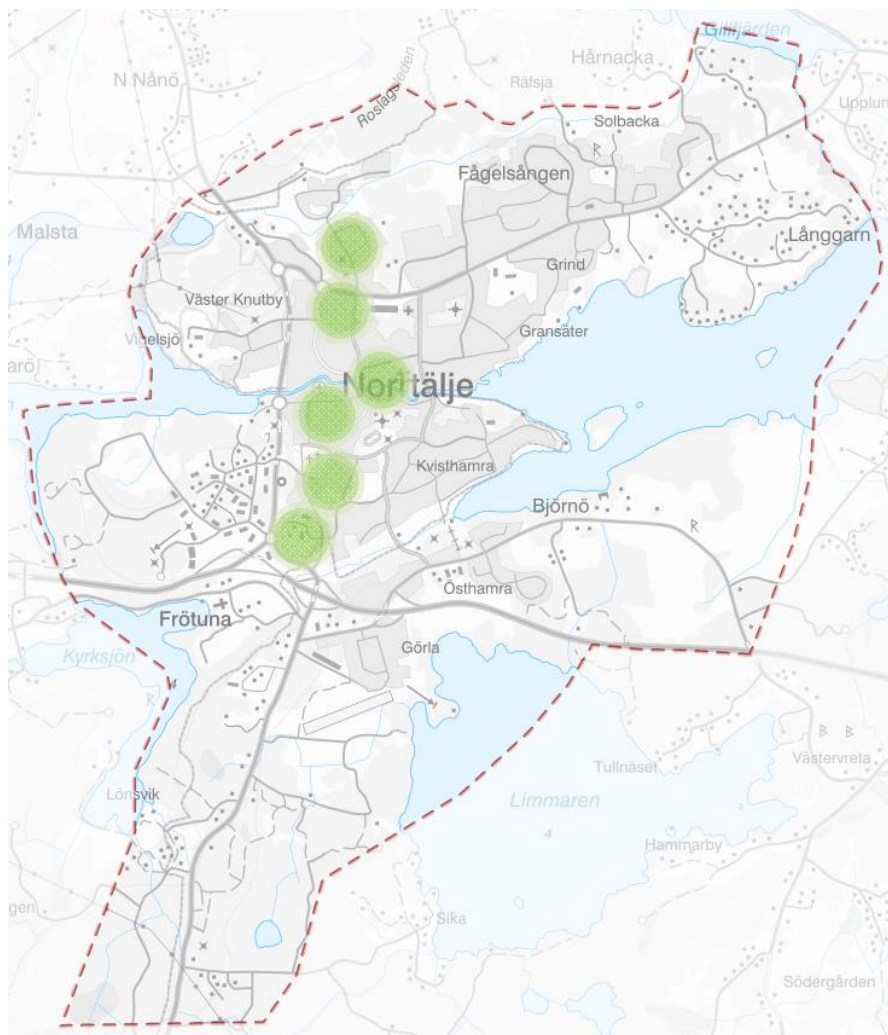 Gillfjärden
Hårnacka
N Nånö
Räfsja
Roslagsleden
Upplun
Solbacka
Fågelsången
Malsta
Långgarn
Grind
Väster Knutby
Gransäter
Vigelsjö
arö
Norrtälje
Kvisthamra
Björnö
Östhamra
Frötuna
Görla
Kyrksjön
Västervreta
Tullnäset
Lönsvik
Limmaren
4
Hammarby
gen
Sika
Södergården